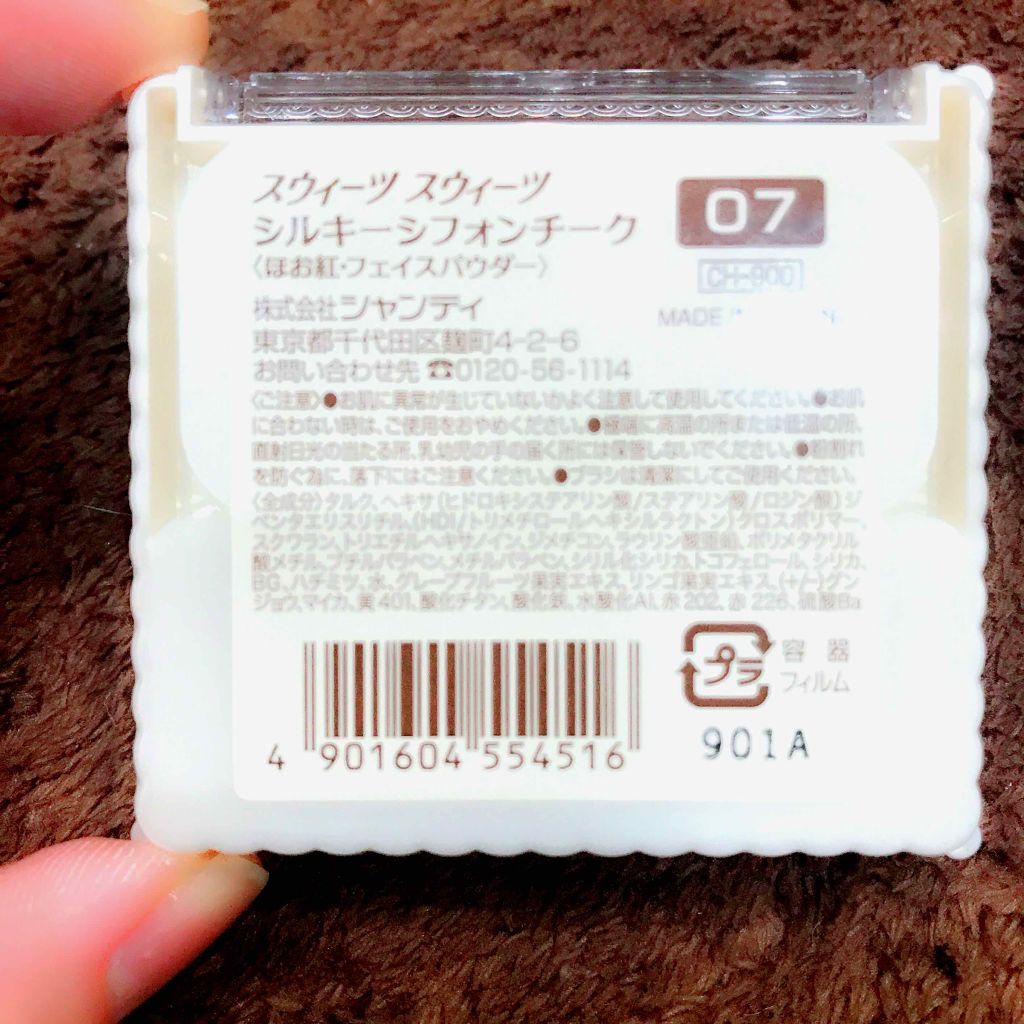 スウィーツ スウィーツ
シルキーシフォンチーク
07
〈ほお紅・フェイスパウダー〉
CH-900
株式会社シャンティ
MADE
東京都千代田区麹町4-2-6
お問い合わせ先 ☎0120-56-1114
〈ご注意〉●お肌に異常が生じていないかよく注意して使用してください。●お肌
に合わない時は、ご使用をおやめください。●極端に高温の所または低温の所、
直射日光の当たる所、乳幼児の手の届く所には保管しないでください。●粉割れ
を防ぐ為に、落下にはご注意ください。●ブラシは清潔にしてご使用ください。
〈全成分〉タルク、ヘキサ(ヒドロキシステアリン酸/ステアリン酸/ロジン酸)ジ
ペンタエリスリチル、(HDI/トリメチロールヘキシルラクトン)クロスポリマー、
スクワラン、トリエチルヘキサノイン、ジメチコン、ラウリン酸亜鉛、ポリメタクリル
酸メチル、ブチルパラベン、メチルパラベン、シリル化シリカ、トコフェロール、シリカ、
BG、ハチミツ、水、グレープフルーツ果実エキス、リンゴ果実エキス、(+/-)グン
ジョウ、マイカ、黄401、酸化チタン、酸化鉄、水酸化Al、赤202、赤226、硫酸Ba
プラ
容器
フィルム
901A
4 901604 554516